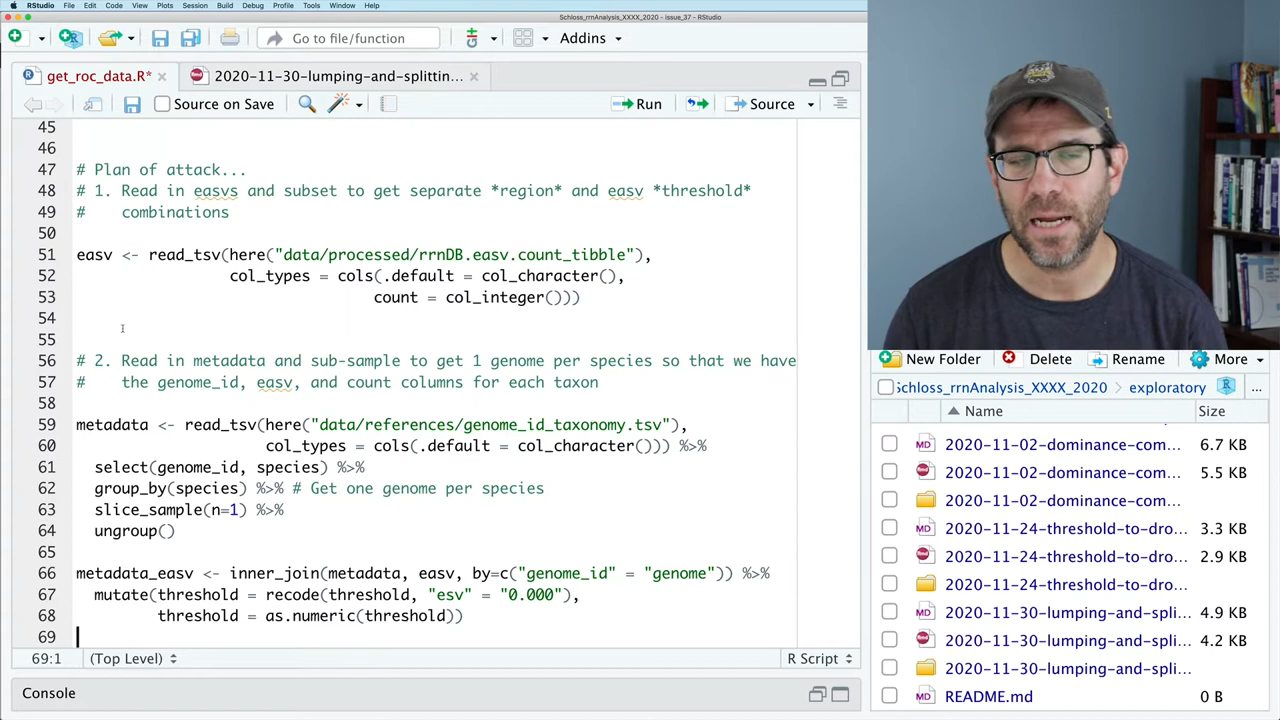 RStudio File Edit Code View Plots Session Build Debug Profile Tools Window Help
Schloss_rrnAnalysis_XXXX_2020 - issue_37 - RStudio
Go to file/function Addins
get_roc_data.R* 2020-11-30-lumping-and-splittin...
Source on Save Run Source
45
46
47 # Plan of attack...
48 # 1. Read in easvs and subset to get separate *region* and easv *threshold*
49 # combinations
50
51 easv <- read_tsv(here("data/processed/rrnDB.easv.count_tibble"),
52 col_types = cols(.default = col_character(),
53 count = col_integer()))
54
55
56 # 2. Read in metadata and sub-sample to get 1 genome per species so that we have
57 # the genome_id, easv, and count columns for each taxon
58
59 metadata <- read_tsv(here("data/references/genome_id_taxonomy.tsv"),
60 col_types = cols(.default = col_character())) %>%
61 select(genome_id, species) %>%
62 group_by(species) %>% # Get one genome per species
63 slice_sample(n=1) %>%
64 ungroup()
65
66 metadata_easv <- inner_join(metadata, easv, by=c("genome_id" = "genome")) %>%
67 mutate(threshold = recode(threshold, "esv" = "0.000"),
68 threshold = as.numeric(threshold))
69
69:1 (Top Level) R Script
Console
New Folder Delete Rename More
Schloss_rrnAnalysis_XXXX_2020 exploratory ...
Name Size
2020-11-02-dominance-com... 6.7 KB
2020-11-02-dominance-com... 5.5 KB
2020-11-02-dominance-com...
2020-11-24-threshold-to-dro... 3.3 KB
2020-11-24-threshold-to-dro... 2.9 KB
2020-11-24-threshold-to-dro...
2020-11-30-lumping-and-spli... 4.9 KB
2020-11-30-lumping-and-spli... 4.2 KB
2020-11-30-lumping-and-spli...
README.md 0 B